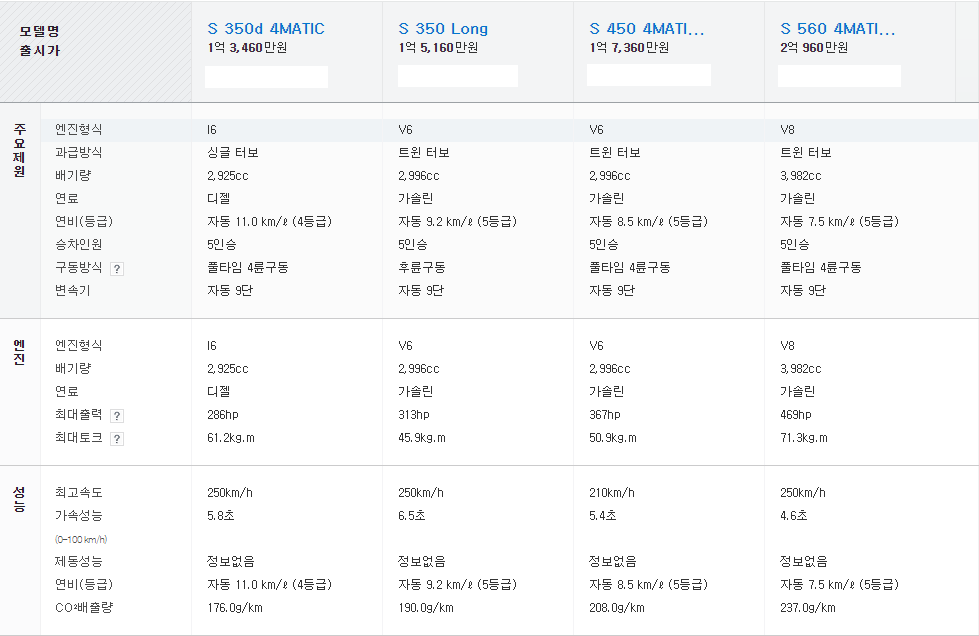 모델명 S 350d 4MATIC S 350 Long S 450 4MATI... S 560 4MATI...
출시가 1억 3,460만원 1억 5,160만원 1억 7,360만원 2억 960만원
주요제원
엔진형식 I6 V6 V6 V8
과급방식 싱글 터보 트윈 터보 트윈 터보 트윈 터보
배기량 2,925cc 2,996cc 2,996cc 3,982cc
연료 디젤 가솔린 가솔린 가솔린
연비(등급) 자동 11.0 km/ℓ (4등급) 자동 9.2 km/ℓ (5등급) 자동 8.5 km/ℓ (5등급) 자동 7.5 km/ℓ (5등급)
승차인원 5인승 5인승 5인승 5인승
구동방식 ? 풀타임 4륜구동 후륜구동 풀타임 4륜구동 풀타임 4륜구동
변속기 자동 9단 자동 9단 자동 9단 자동 9단
엔진
엔진형식 I6 V6 V6 V8
배기량 2,925cc 2,996cc 2,996cc 3,982cc
연료 디젤 가솔린 가솔린 가솔린
최대출력 ? 286hp 313hp 367hp 469hp
최대토크 ? 61.2kg.m 45.9kg.m 50.9kg.m 71.3kg.m
성능
최고속도 250km/h 250km/h 210km/h 250km/h
가속성능 5.8초 6.5초 5.4초 4.6초
(0-100 km/h)
제동성능 정보없음 정보없음 정보없음 정보없음
연비(등급) 자동 11.0 km/ℓ (4등급) 자동 9.2 km/ℓ (5등급) 자동 8.5 km/ℓ (5등급) 자동 7.5 km/ℓ (5등급)
CO²배출량 176.0g/km 190.0g/km 208.0g/km 237.0g/km